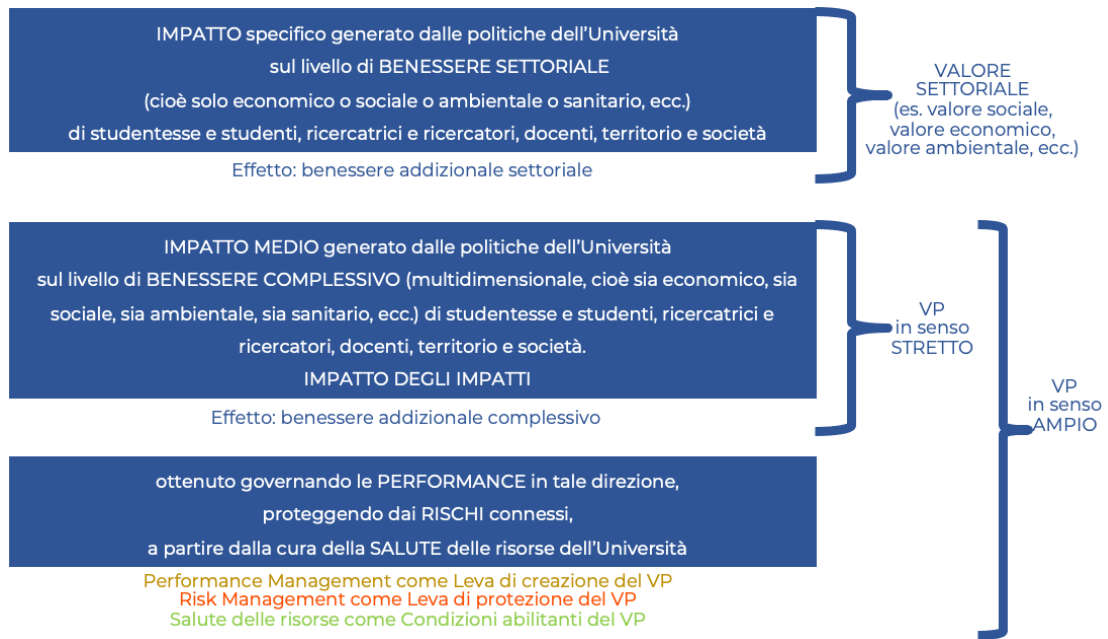 IMPATTO specifico generato dalle politiche dell'Università
sul livello di BENESSERE SETTORIALE
(cioè solo economico o sociale o ambientale o sanitario, ecc.)
di studentesse e studenti, ricercatrici e ricercatori, docenti, territorio e società
Effetto: benessere addizionale settoriale
VALORE
SETTORIALE
(es. valore sociale,
valore economico,
valore ambientale, ecc.)
IMPATTO MEDIO generato dalle politiche dell'Università
sul livello di BENESSERE COMPLESSIVO (multidimensionale, cioè sia economico, sia
sociale, sia ambientale, sia sanitario, ecc.) di studentesse e studenti, ricercatrici e
ricercatori, docenti, territorio e società.
IMPATTO DEGLI IMPATTI
Effetto: benessere addizionale complessivo
VP
in senso
STRETTO
VP
in senso
AMPIO
ottenuto governando le PERFORMANCE in tale direzione,
proteggendo dai RISCHI connessi,
a partire dalla cura della SALUTE delle risorse dell'Università
Performance Management come Leva di creazione del VP
Risk Management come Leva di protezione del VP
Salute delle risorse come Condizioni abilitanti del VP